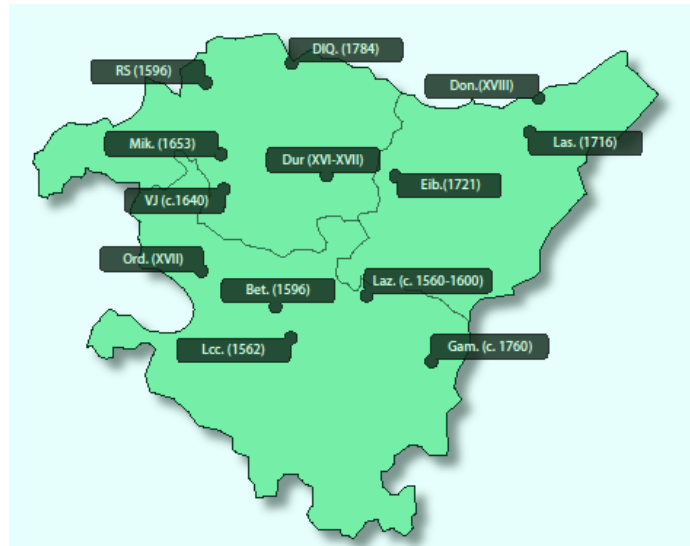 DIQ. (1784)
RS (1596)
Don.(XVIII)
Mik. (1653)
Las. (1716)
Dur (XVI-XVII)
Eib.(1721)
VJ (c.1640)
Ord. (XVII)
Bet. (1596)
Laz. (c. 1560-1600)
Lcc. (1562)
Gam. (c. 1760)